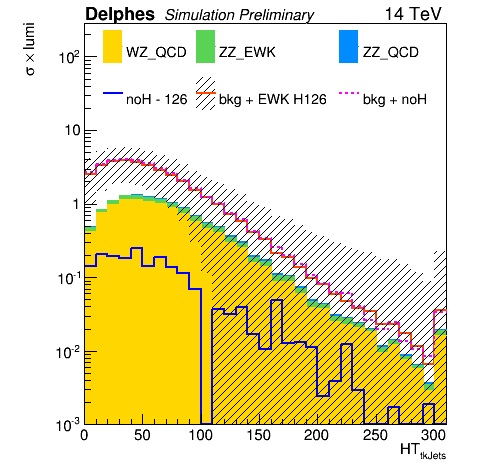 Delphes Simulation Preliminary 14 TeV
σ × lumi
WZ_QCD ZZ_EWK ZZ_QCD
noH - 126 bkg + EWK H126 bkg + noH
10²
10
1
10⁻¹
10⁻²
10⁻³
0 50 100 150 200 250 300
HT_tkJets